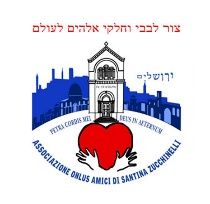 צור לבבי וחלקי אלהים לעולם
ירושלים
PETRA CORDIS MEI DEUS IN AETERNUM
ASSOCIAZIONE ONLUS AMICI DI SANTINA ZUCCHINELLI